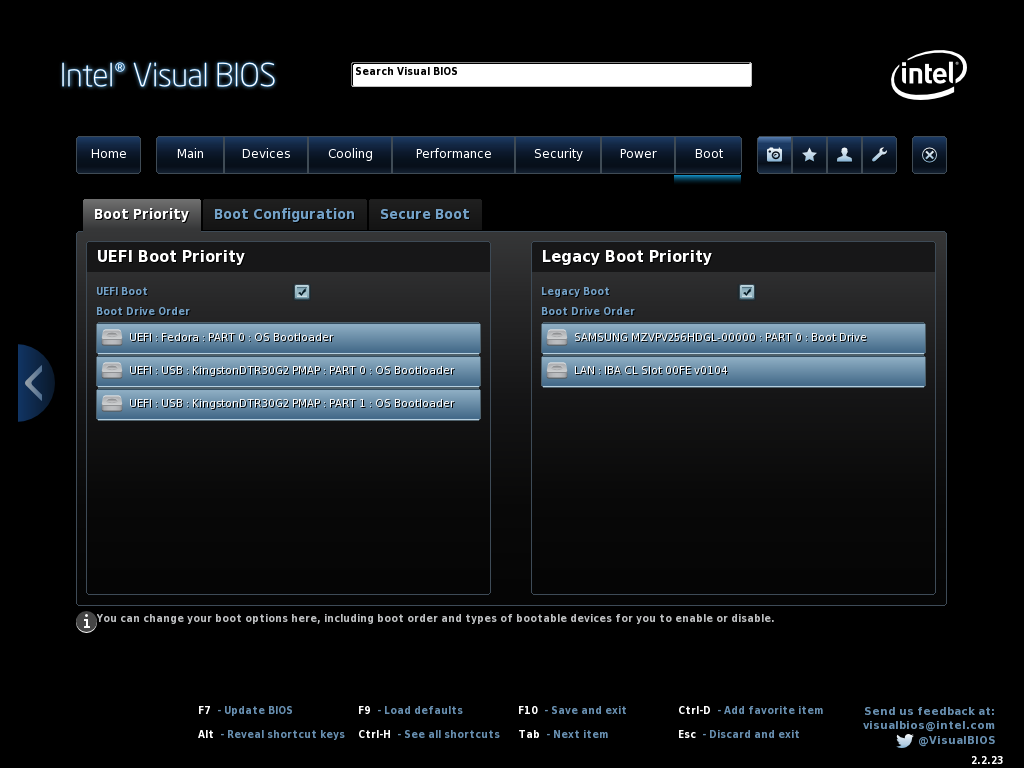 Intel® Visual BIOS
Search Visual BIOS
intel®
Home Main Devices Cooling Performance Security Power Boot
Boot Priority Boot Configuration Secure Boot
UEFI Boot Priority
UEFI Boot
Boot Drive Order
UEFI : Fedora : PART 0 : OS Bootloader
UEFI : USB : KingstonDTR30G2 PMAP : PART 0 : OS Bootloader
UEFI : USB : KingstonDTR30G2 PMAP : PART 1 : OS Bootloader
Legacy Boot Priority
Legacy Boot
Boot Drive Order
SAMSUNG MZVPV256HDGL-00000 : PART 0 : Boot Drive
LAN : IBA CL Slot 00FE v0104
You can change your boot options here, including boot order and types of bootable devices for you to enable or disable.
F7 - Update BIOS F9 - Load defaults F10 - Save and exit Ctrl-D - Add favorite item
Alt - Reveal shortcut keys Ctrl-H - See all shortcuts Tab - Next item Esc - Discard and exit
Send us feedback at:
visualbios@intel.com
@VisualBIOS
2.2.23